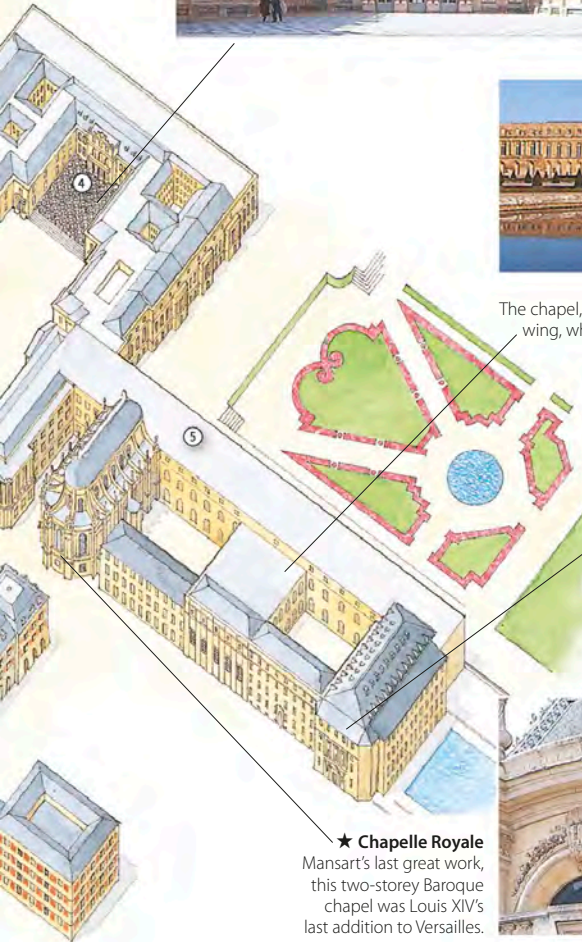 4
The chapel,
wing,
5
★ Chapelle Royale
Mansart's last great work,
this two-storey Baroque
chapel was Louis XIV's
last addition to Versailles.